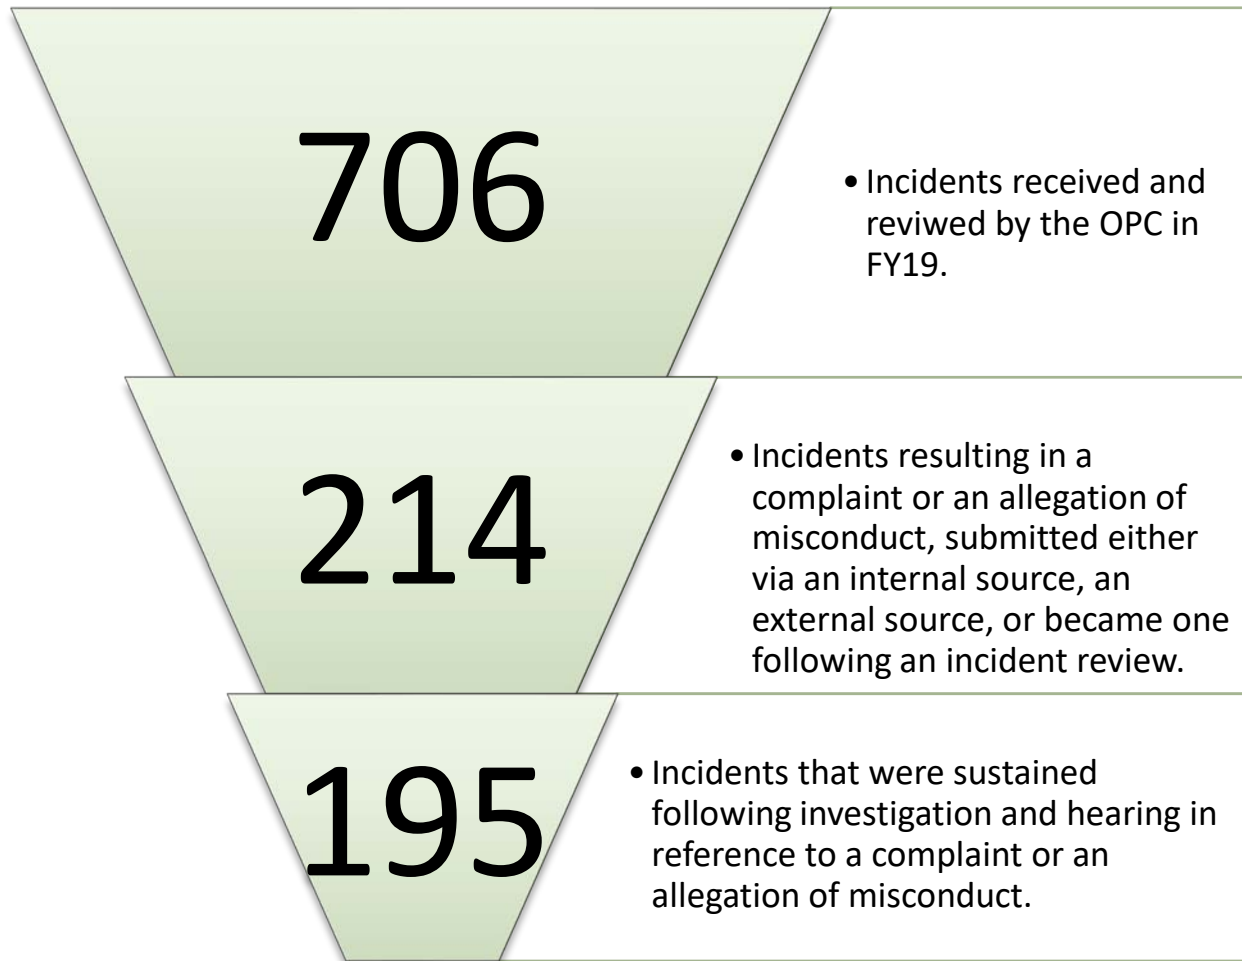 706
• Incidents received and
reviwed by the OPC in
FY19.
214
• Incidents resulting in a
complaint or an allegation of
misconduct, submitted either
via an internal source, an
external source, or became one
following an incident review.
195
• Incidents that were sustained
following investigation and hearing in
reference to a complaint or an
allegation of misconduct.